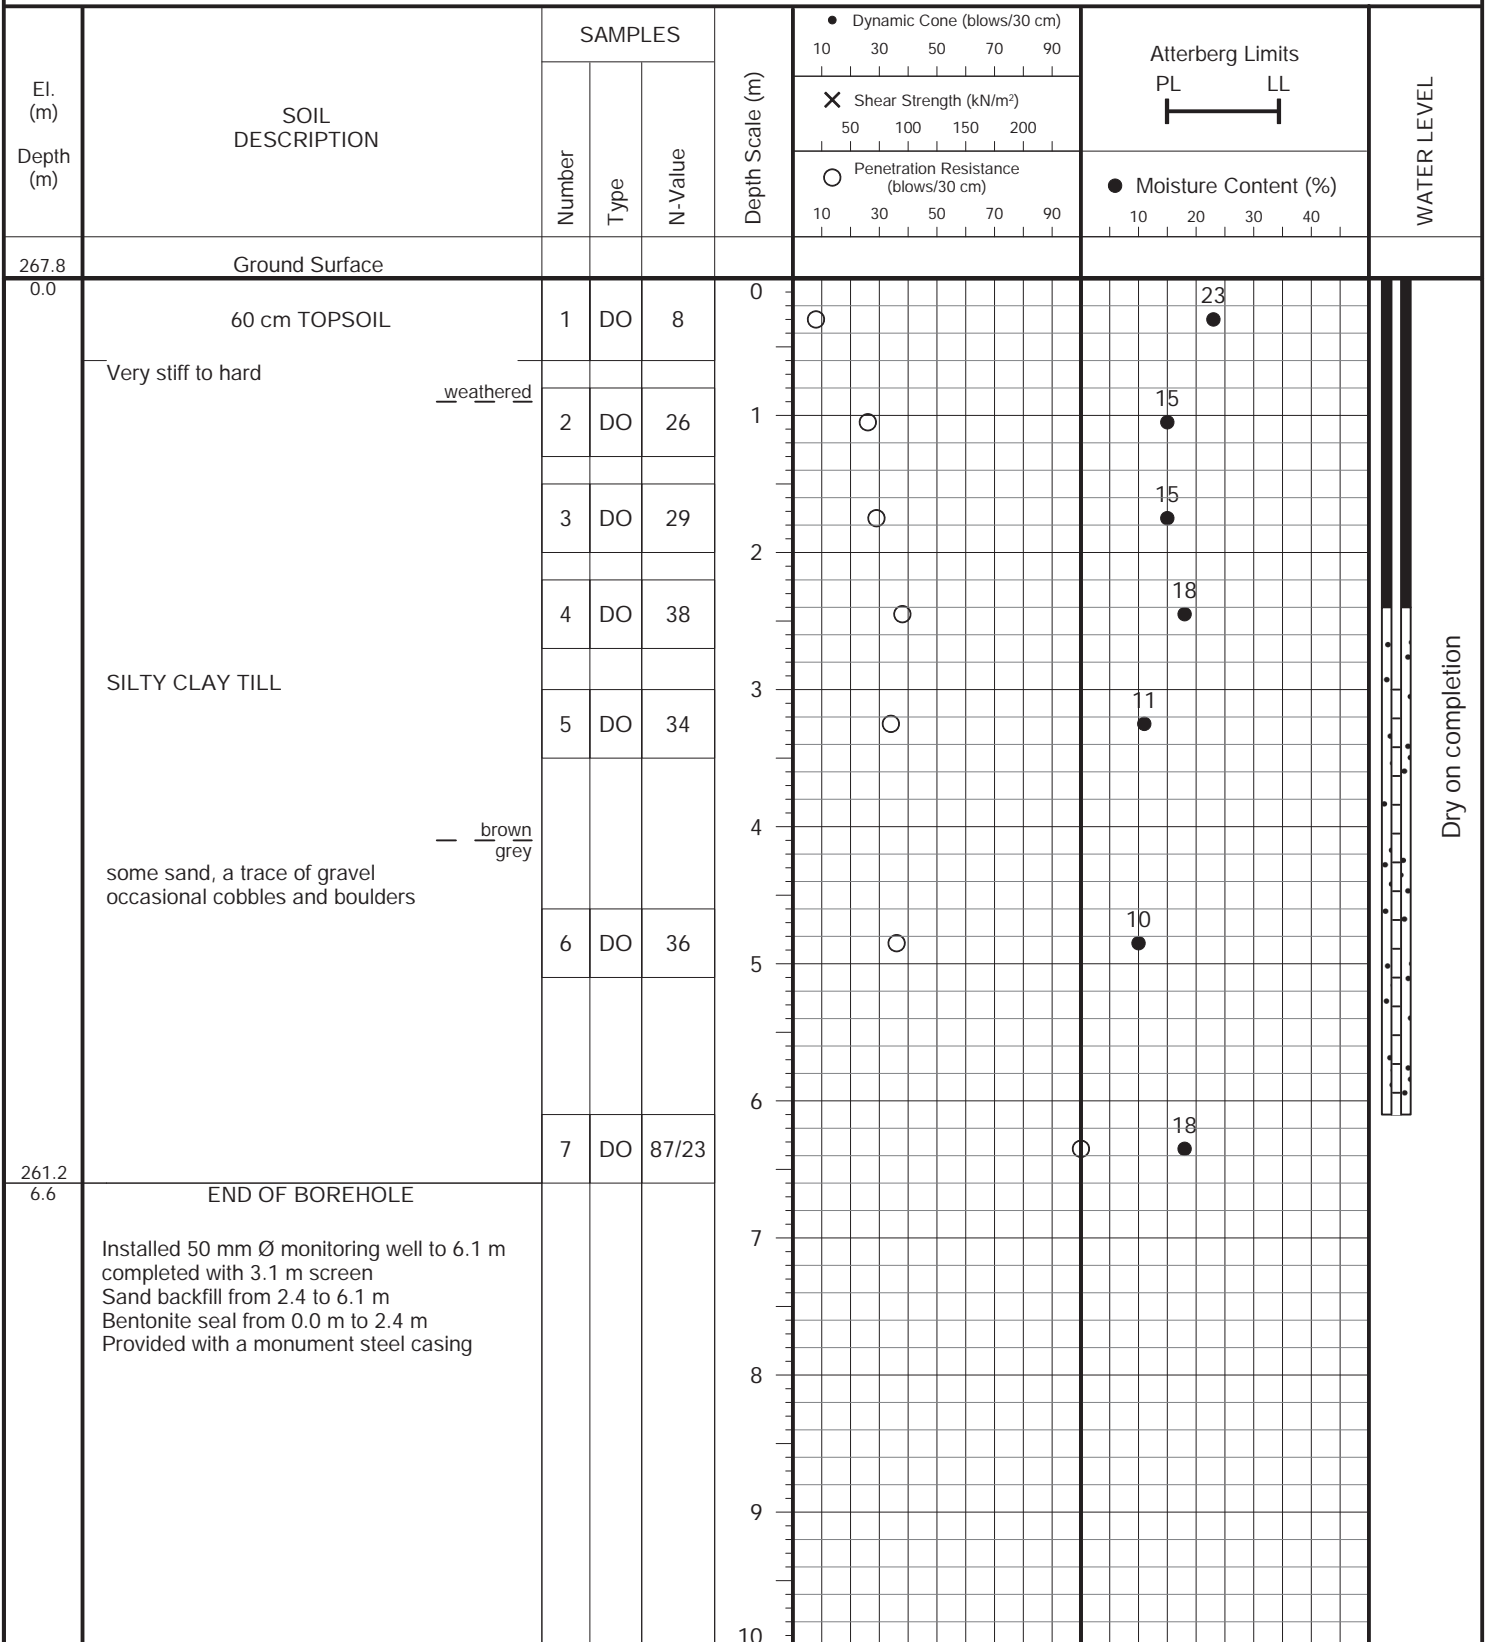 El.
(m)
Depth
(m)
SOIL
DESCRIPTION
SAMPLES
Number
Type
N-Value
Depth Scale (m)
Dynamic Cone (blows/30 cm)
10 30 50 70 90
Shear Strength (kN/m²)
50 100 150 200
Penetration Resistance
(blows/30 cm)
10 30 50 70 90
Atterberg Limits
PL LL
Moisture Content (%)
10 20 30 40
WATER LEVEL
267.8 Ground Surface
0.0
0
60 cm TOPSOIL 1 DO 8 23
Very stiff to hard
weathered
2 DO 26 1 15
3 DO 29 15
2
4 DO 38 18
SILTY CLAY TILL 3
5 DO 34 11
Dry on completion
brown 4
grey
some sand, a trace of gravel
occasional cobbles and boulders
6 DO 36 10
5
6
7 DO 87/23 18
261.2
6.6 END OF BOREHOLE
7
Installed 50 mm Ø monitoring well to 6.1 m
completed with 3.1 m screen
Sand backfill from 2.4 to 6.1 m
Bentonite seal from 0.0 m to 2.4 m
Provided with a monument steel casing
8
9
10